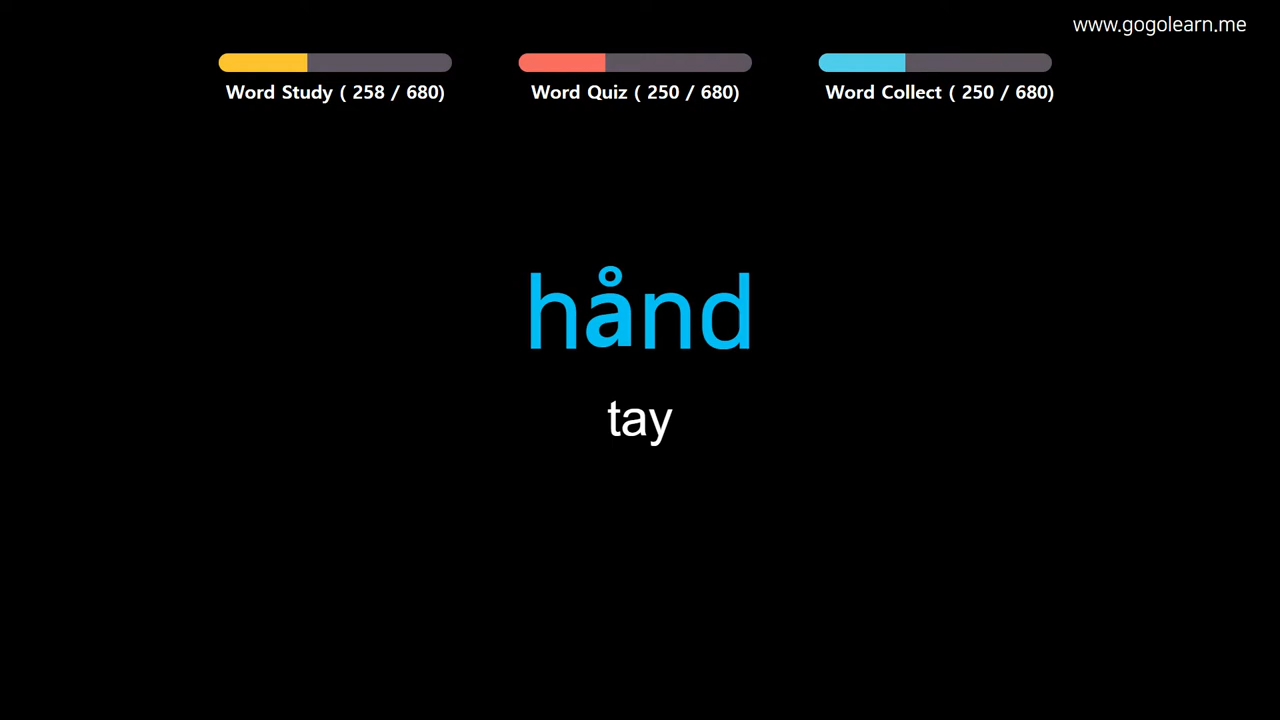 www.gogolearn.me
Word Study ( 258 / 680)
Word Quiz ( 250 / 680)
Word Collect ( 250 / 680)
hånd
tay